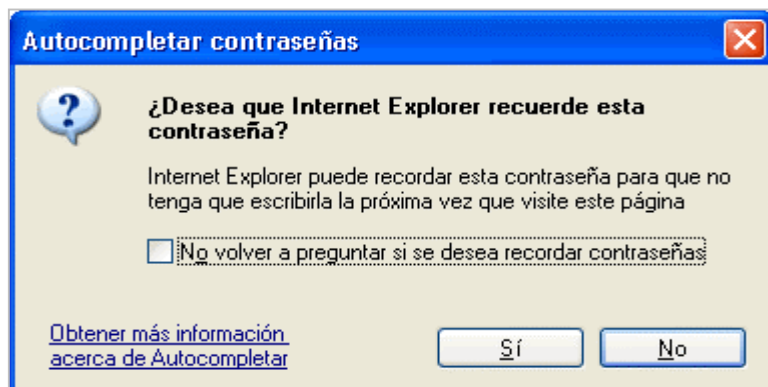 Autocompletar contraseñas
¿Desea que Internet Explorer recuerde esta
contraseña?
Internet Explorer puede recordar esta contraseña para que no
tenga que escribirla la próxima vez que visite este página
No volver a preguntar si se desea recordar contraseñas
Obtener más información
acerca de Autocompletar
Sí
No